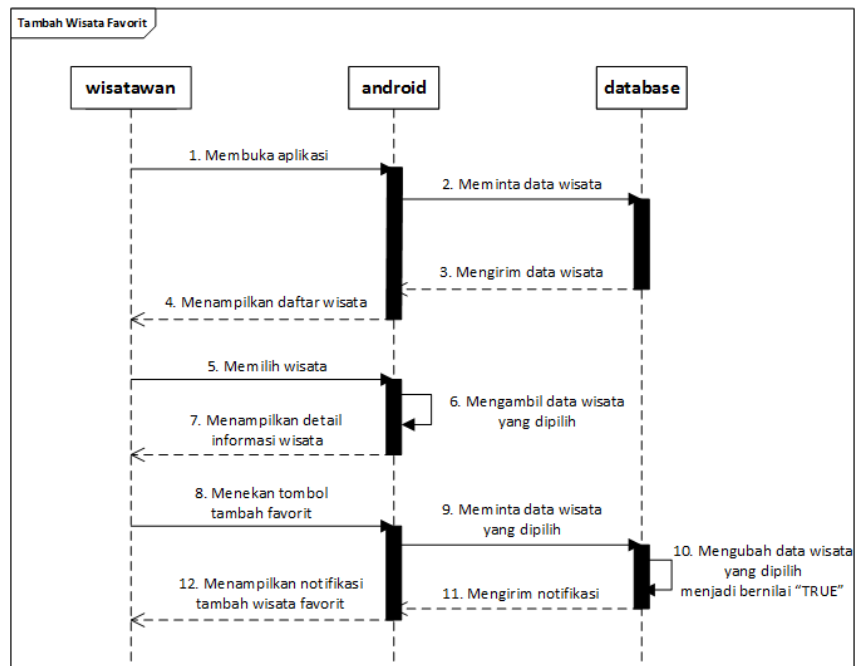 Tambah Wisata Favorit
wisatawan
android
database
1. Membuka aplikasi
2. Meminta data wisata
3. Mengirim data wisata
4. Menampilkan daftar wisata
5. Memilih wisata
6. Mengambil data wisata
yang dipilih
7. Menampilkan detail
informasi wisata
8. Menekan tombol
tambah favorit
9. Meminta data wisata
yang dipilih
10. Mengubah data wisata
yang dipilih
menjadi bernilai “TRUE”
11. Mengirim notifikasi
12. Menampilkan notifikasi
tambah wisata favorit